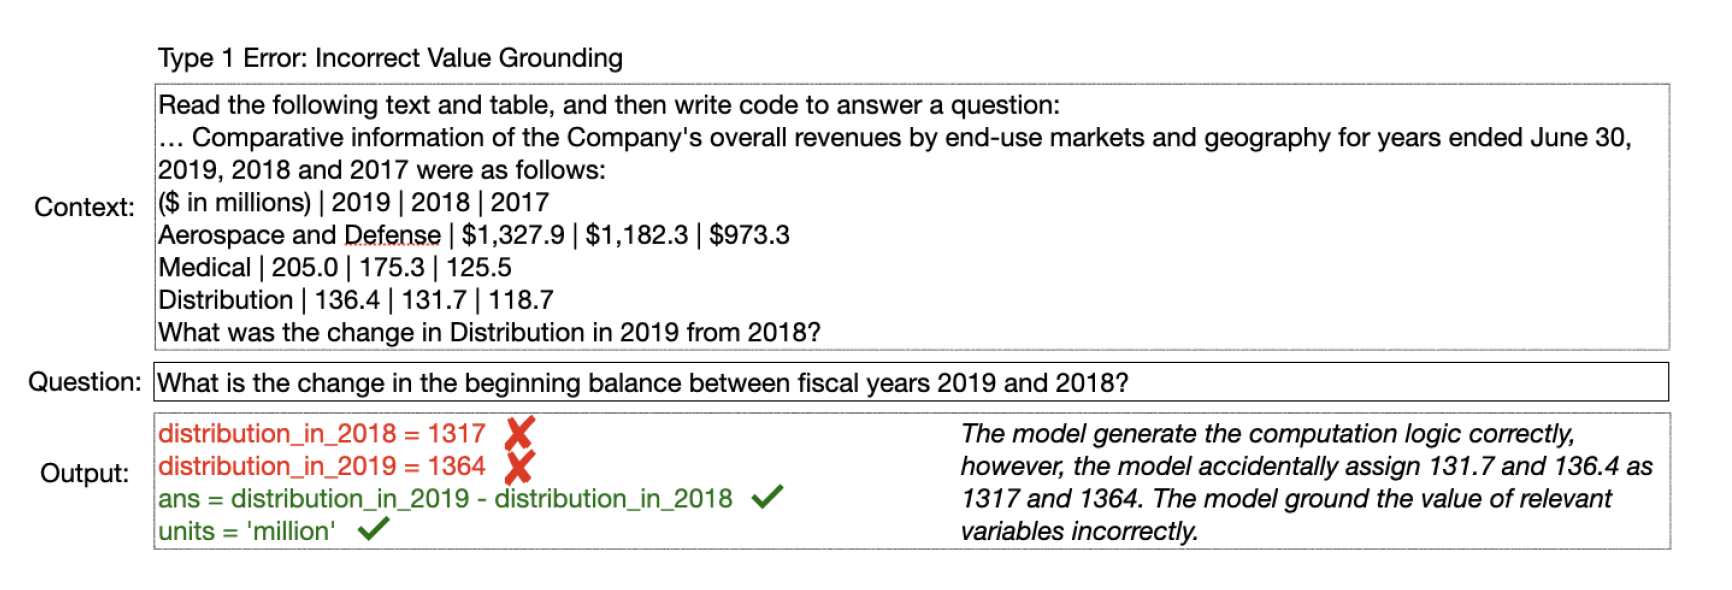 Type 1 Error: Incorrect Value Grounding
Context:
Read the following text and table, and then write code to answer a question:
... Comparative information of the Company's overall revenues by end-use markets and geography for years ended June 30,
2019, 2018 and 2017 were as follows:
($ in millions) | 2019 | 2018 | 2017
Aerospace and Defense | $1,327.9 | $1,182.3 | $973.3
Medical | 205.0 | 175.3 | 125.5
Distribution | 136.4 | 131.7 | 118.7
What was the change in Distribution in 2019 from 2018?
Question:
What is the change in the beginning balance between fiscal years 2019 and 2018?
Output:
distribution_in_2018 = 1317
distribution_in_2019 = 1364
ans = distribution_in_2019 - distribution_in_2018
units = 'million'
The model generate the computation logic correctly,
however, the model accidentally assign 131.7 and 136.4 as
1317 and 1364. The model ground the value of relevant
variables incorrectly.